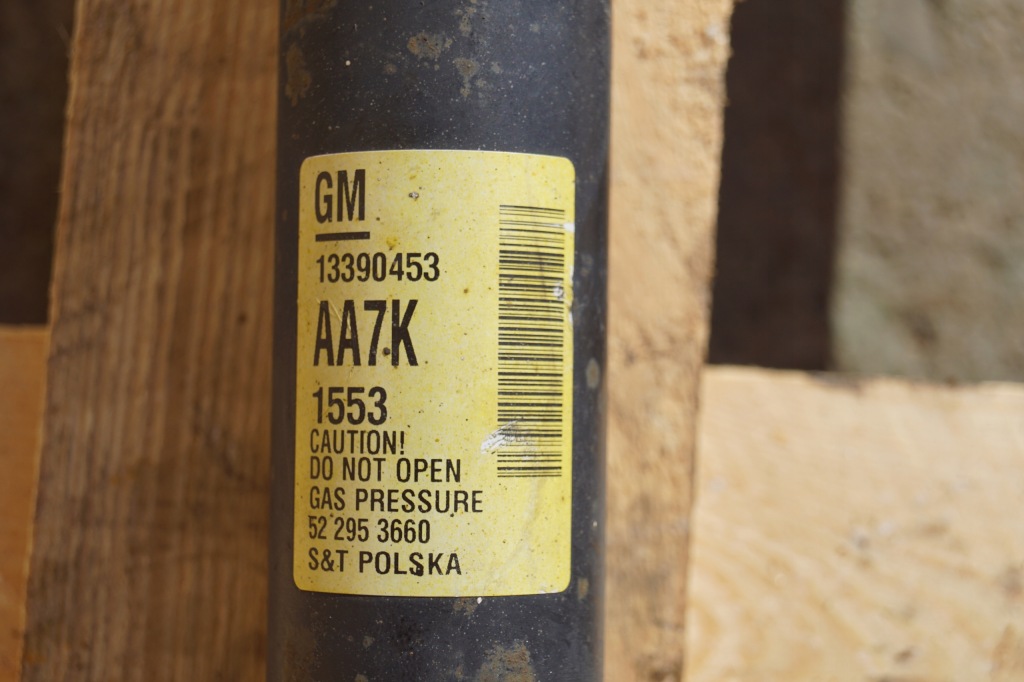 GM
13390453
AA7K
1553
CAUTION!
DO NOT OPEN
GAS PRESSURE
52 295 3660
S&T POLSKA